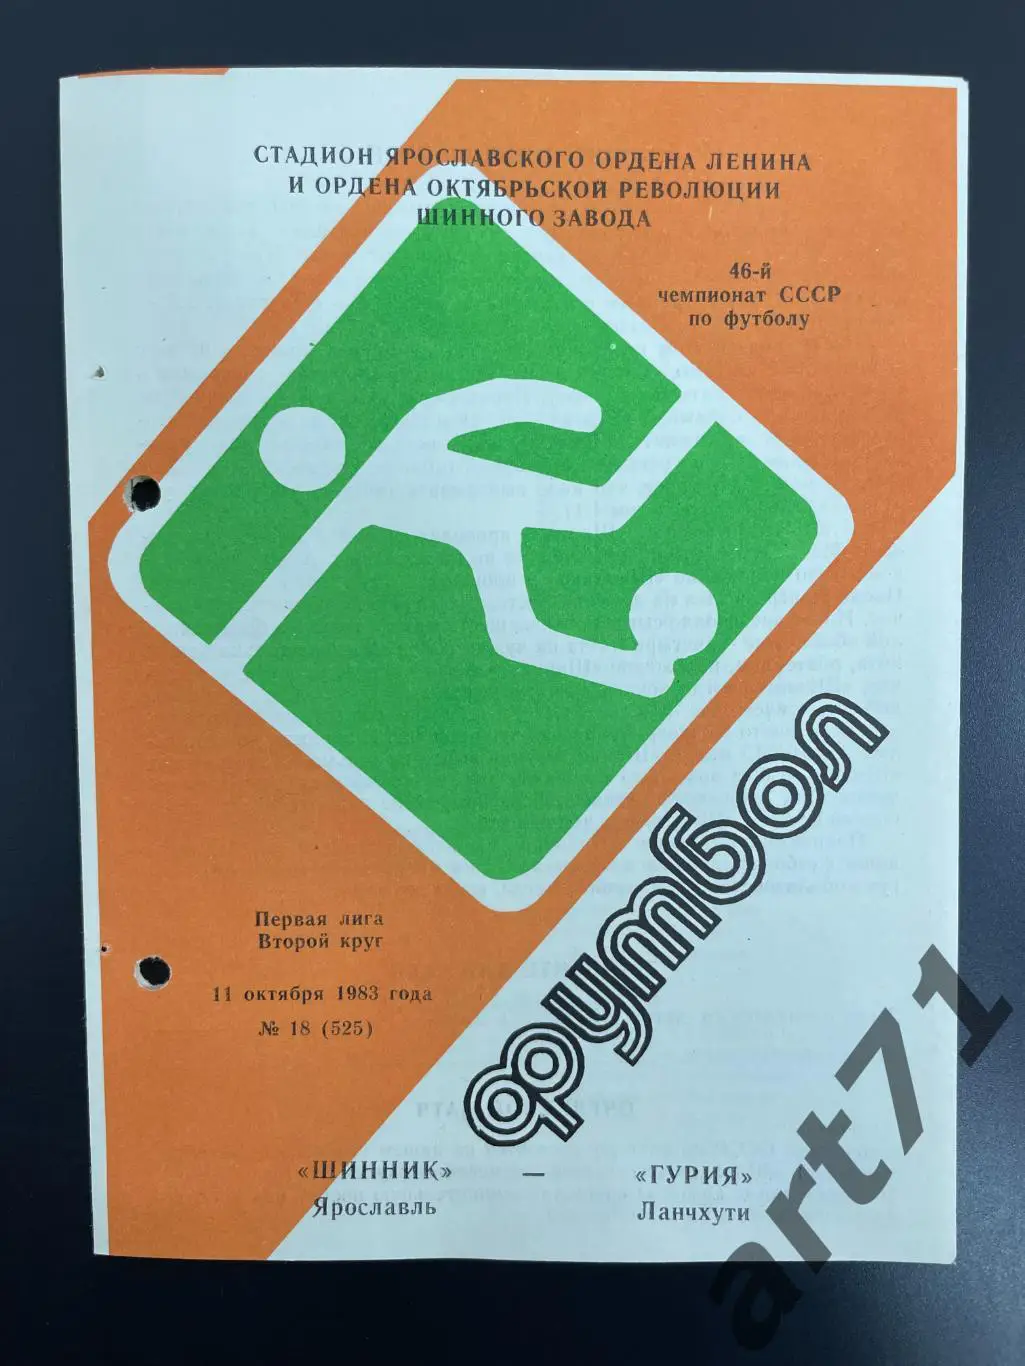 СТАДИОН ЯРОСЛАВСКОГО ОРДЕНА ЛЕНИНА
И ОРДЕНА ОКТЯБРЬСКОЙ РЕВОЛЮЦИИ
ШИННОГО ЗАВОДА
46-й
чемпионат СССР
по футболу
футбол
Первая лига
Второй круг
11 октября 1983 года
№ 18 (525)
«ШИННИК» — «ГУРИЯ»
Ярославль Ланчхути
art71